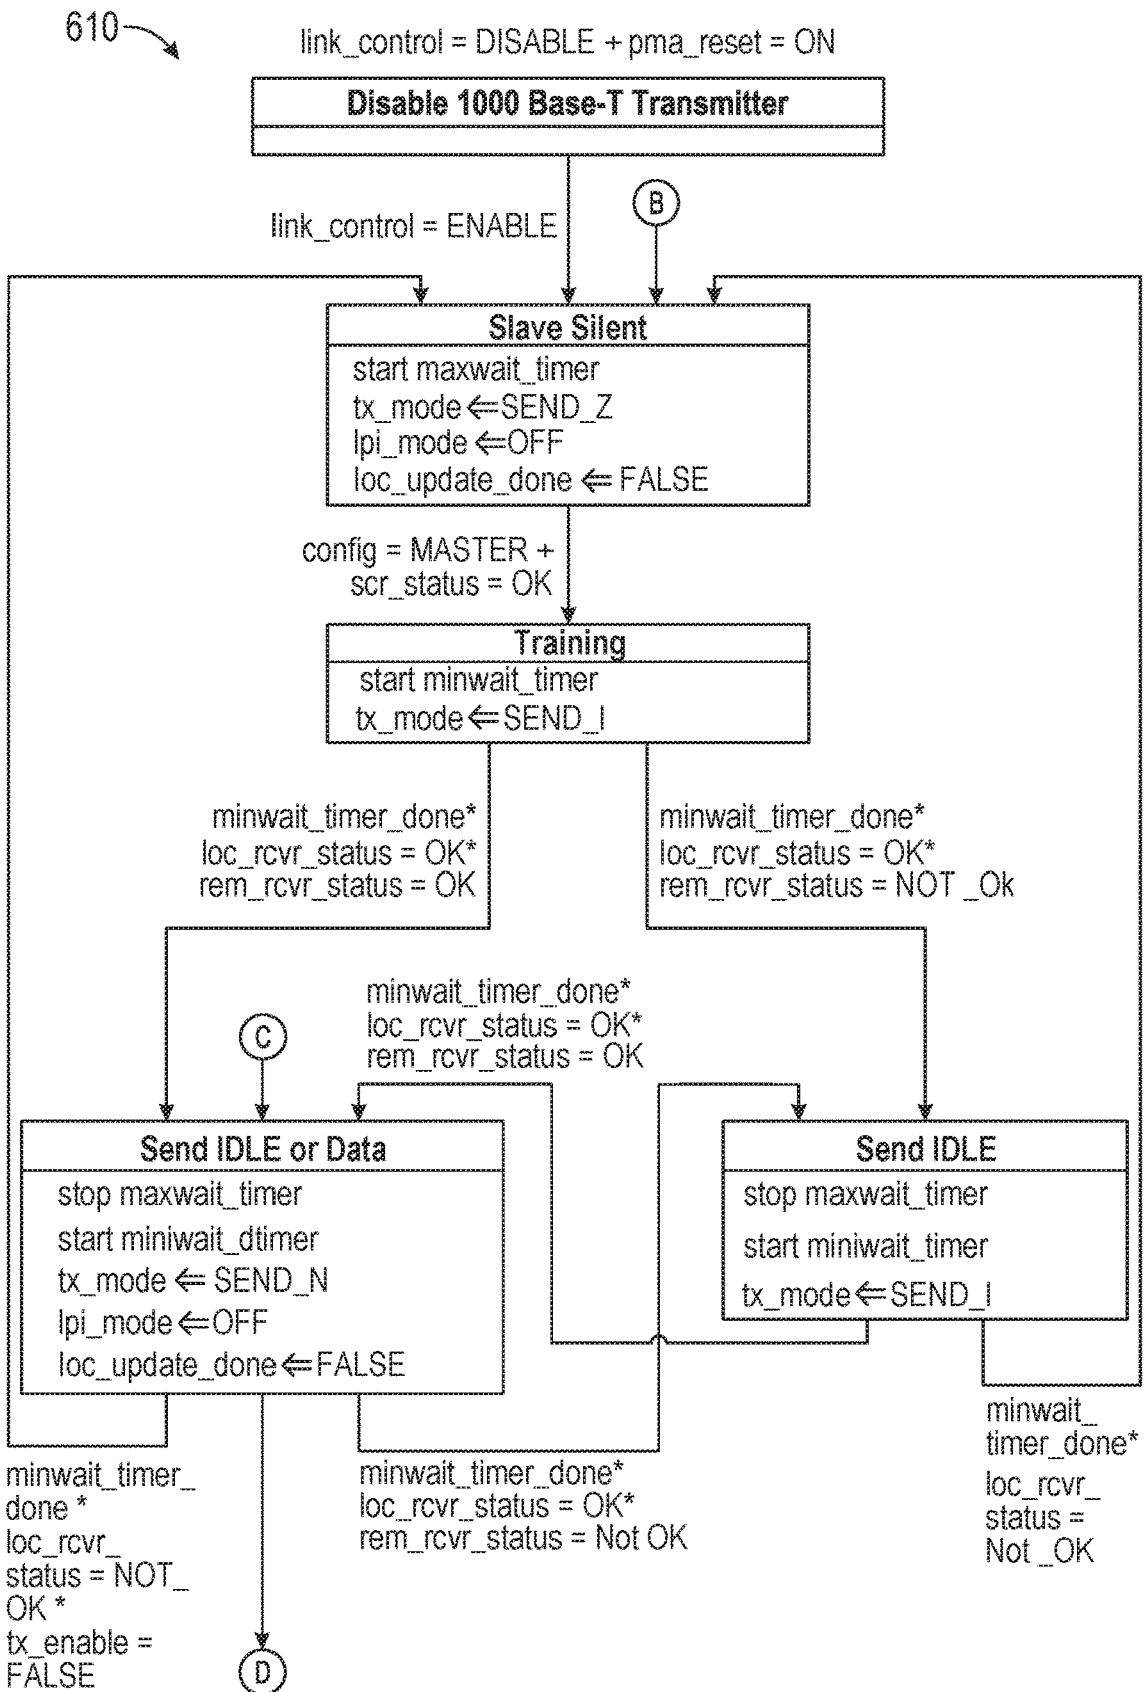 610
link_control = DISABLE + pma_reset = ON
Disable 1000 Base-T Transmitter
B
link_control = ENABLE
Slave Silent
start maxwait_timer
tx_mode ⇐ SEND_Z
lpi_mode ⇐ OFF
loc_update_done ⇐ FALSE
config = MASTER +
scr_status = OK
Training
start minwait_timer
tx_mode ⇐ SEND_I
minwait_timer_done*
loc_rcvr_status = OK*
rem_rcvr_status = OK
minwait_timer_done*
loc_rcvr_status = OK*
rem_rcvr_status = NOT _Ok
minwait_timer_done*
loc_rcvr_status = OK*
rem_rcvr_status = OK
C
Send IDLE or Data
stop maxwait_timer
start miniwait_dtimer
tx_mode ⇐ SEND_N
lpi_mode ⇐ OFF
loc_update_done ⇐ FALSE
Send IDLE
stop maxwait_timer
start miniwait_timer
tx_mode ⇐ SEND_I
minwait_timer_
done *
loc_rcvr_
status = NOT_
OK *
tx_enable =
FALSE
D
minwait_timer_done*
loc_rcvr_status = OK*
rem_rcvr_status = Not OK
minwait_
timer_done*
loc_rcvr_
status =
Not _OK